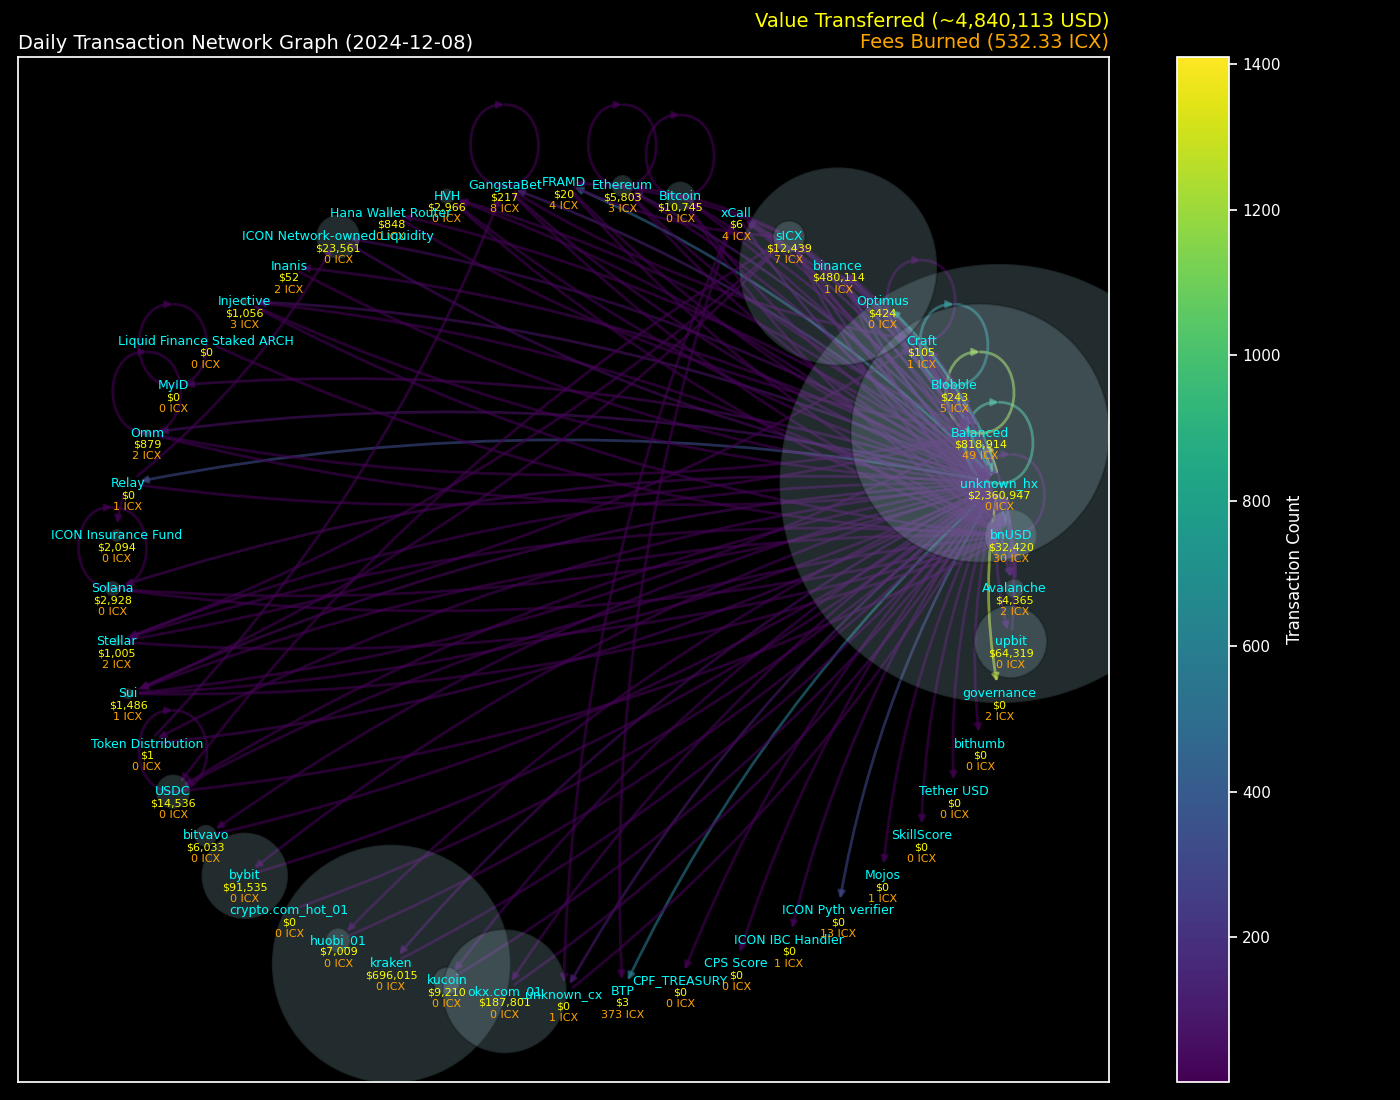 Value Transferred (~4,840,113 USD)
Daily Transaction Network Graph (2024-12-08)
Fees Burned (532.33 ICX)
GangstaBet
$217
8 ICX
FRAMD
$20
4 ICX
Ethereum
$5,803
3 ICX
Bitcoin
$10,745
0 ICX
HVH
$2,966
0 ICX
Hana Wallet Router
$848
0 ICX
xCall
$6
4 ICX
ICON Network-owned Liquidity
$23,561
0 ICX
sICX
$12,439
7 ICX
Inanis
$52
2 ICX
binance
$480,114
1 ICX
Injective
$1,056
3 ICX
Optimus
$424
0 ICX
Liquid Finance Staked ARCH
$0
0 ICX
Craft
$105
1 ICX
MyID
$0
0 ICX
Blobble
$243
5 ICX
Omm
$879
2 ICX
Balanced
$818,914
49 ICX
Relay
$0
1 ICX
unknown_hx
$2,360,947
0 ICX
ICON Insurance Fund
$2,094
0 ICX
bnUSD
$32,420
30 ICX
Solana
$2,928
0 ICX
Avalanche
$4,365
2 ICX
Stellar
$1,005
2 ICX
upbit
$64,319
0 ICX
Sui
$1,486
1 ICX
governance
$0
2 ICX
Token Distribution
$1
0 ICX
bithumb
$0
0 ICX
USDC
$14,536
0 ICX
Tether USD
$0
0 ICX
bitvavo
$6,033
0 ICX
SkillScore
$0
0 ICX
bybit
$91,535
0 ICX
Mojos
$0
1 ICX
crypto.com_hot_01
$0
0 ICX
ICON Pyth verifier
$0
13 ICX
huobi_01
$7,009
0 ICX
ICON IBC Handler
$0
1 ICX
kraken
$696,015
0 ICX
CPS Score
$0
0 ICX
kucoin
$9,210
0 ICX
CPF_TREASURY
$0
0 ICX
okx.com_01
$187,801
0 ICX
unknown_cx
$0
1 ICX
BTP
$3
373 ICX
1400
1200
1000
800
600
400
200
Transaction Count